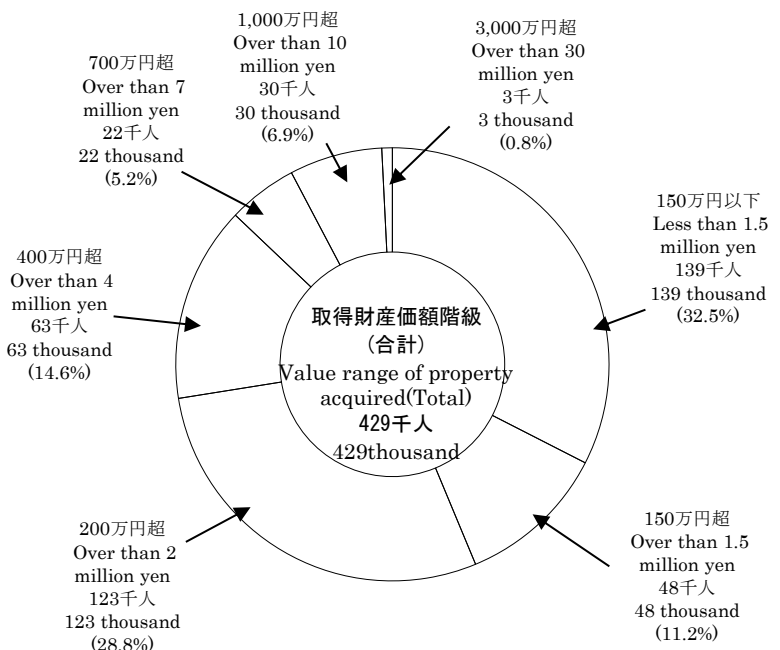 1,000万円超
Over than 10
million yen
30千人
30 thousand
(6.9%)
3,000万円超
Over than 30
million yen
3千人
3 thousand
(0.8%)
700万円超
Over than 7
million yen
22千人
22 thousand
(5.2%)
150万円以下
Less than 1.5
million yen
139千人
139 thousand
(32.5%)
400万円超
Over than 4
million yen
63千人
63 thousand
(14.6%)
取得財産価額階級
(合計)
Value range of property
acquired(Total)
429千人
429thousand
200万円超
Over than 2
million yen
123千人
123 thousand
(28.8%)
150万円超
Over than 1.5
million yen
48千人
48 thousand
(11.2%)